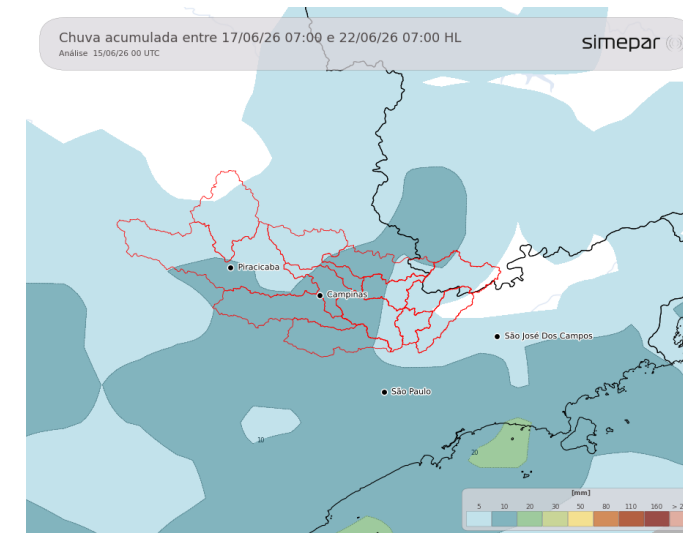 Chuva acumulada entre 17/06/26 07:00 e 22/06/26 07:00 HL
simepar
Análise 15/06/26 00 UTC
Piracicaba
Campinas
São José Dos Campos
São Paulo
10
20
[mm]
5 10 20 30 50 80 110 160 > 2